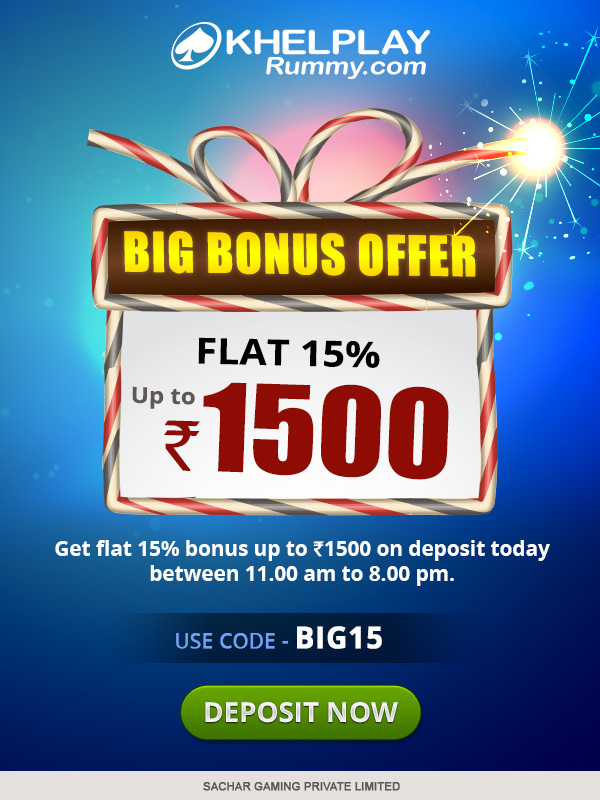 KHELPLAY
Rummy.com
BIG BONUS OFFER
FLAT 15%
Up to
₹1500
Get flat 15% bonus up to ₹1500 on deposit today
between 11.00 am to 8.00 pm.
USE CODE - BIG15
DEPOSIT NOW
SACHAR GAMING PRIVATE LIMITED